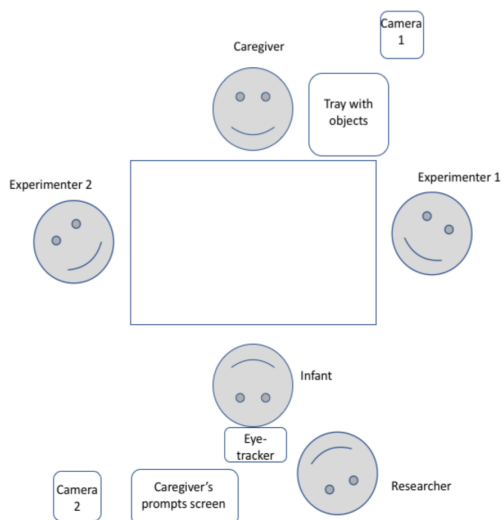 Camera
1
Caregiver
Tray with
objects
Experimenter 2
Experimenter 1
Infant
Eye-
tracker
Camera
2
Caregiver's
prompts screen
Researcher